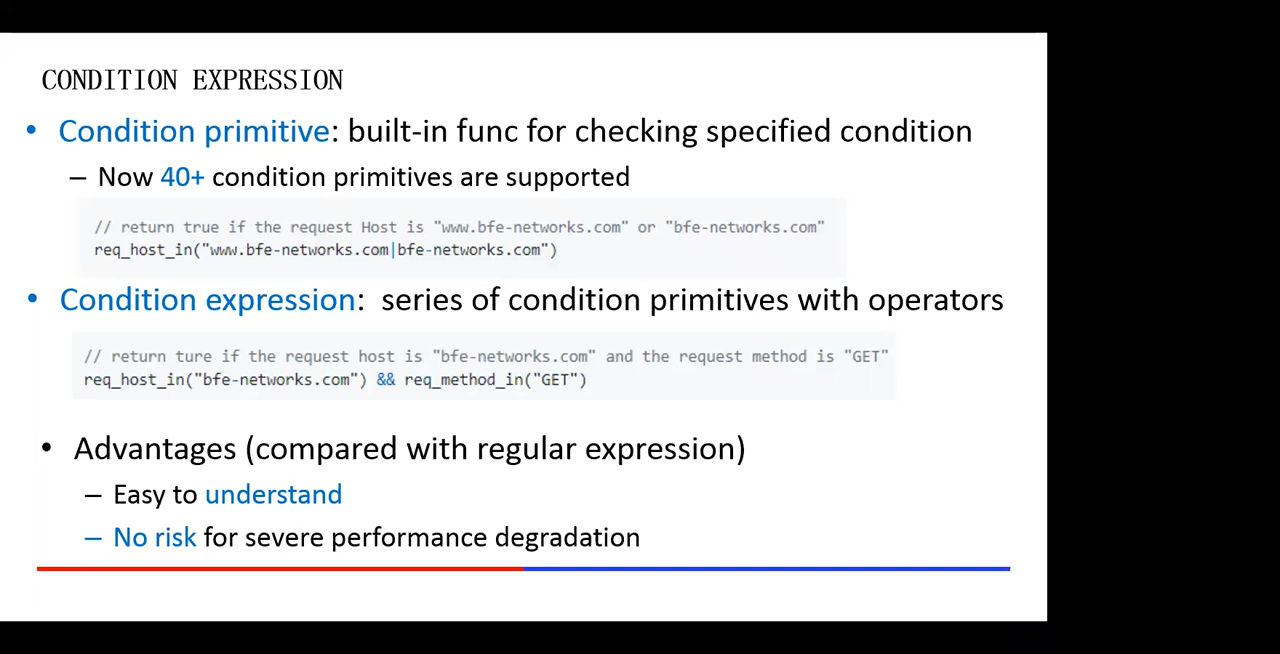 CONDITION EXPRESSION
• Condition primitive: built-in func for checking specified condition
– Now 40+ condition primitives are supported
// return true if the request Host is "www.bfe-networks.com" or "bfe-networks.com"
req_host_in("www.bfe-networks.com|bfe-networks.com")
• Condition expression: series of condition primitives with operators
// return ture if the request host is "bfe-networks.com" and the request method is "GET"
req_host_in("bfe-networks.com") && req_method_in("GET")
• Advantages (compared with regular expression)
– Easy to understand
– No risk for severe performance degradation